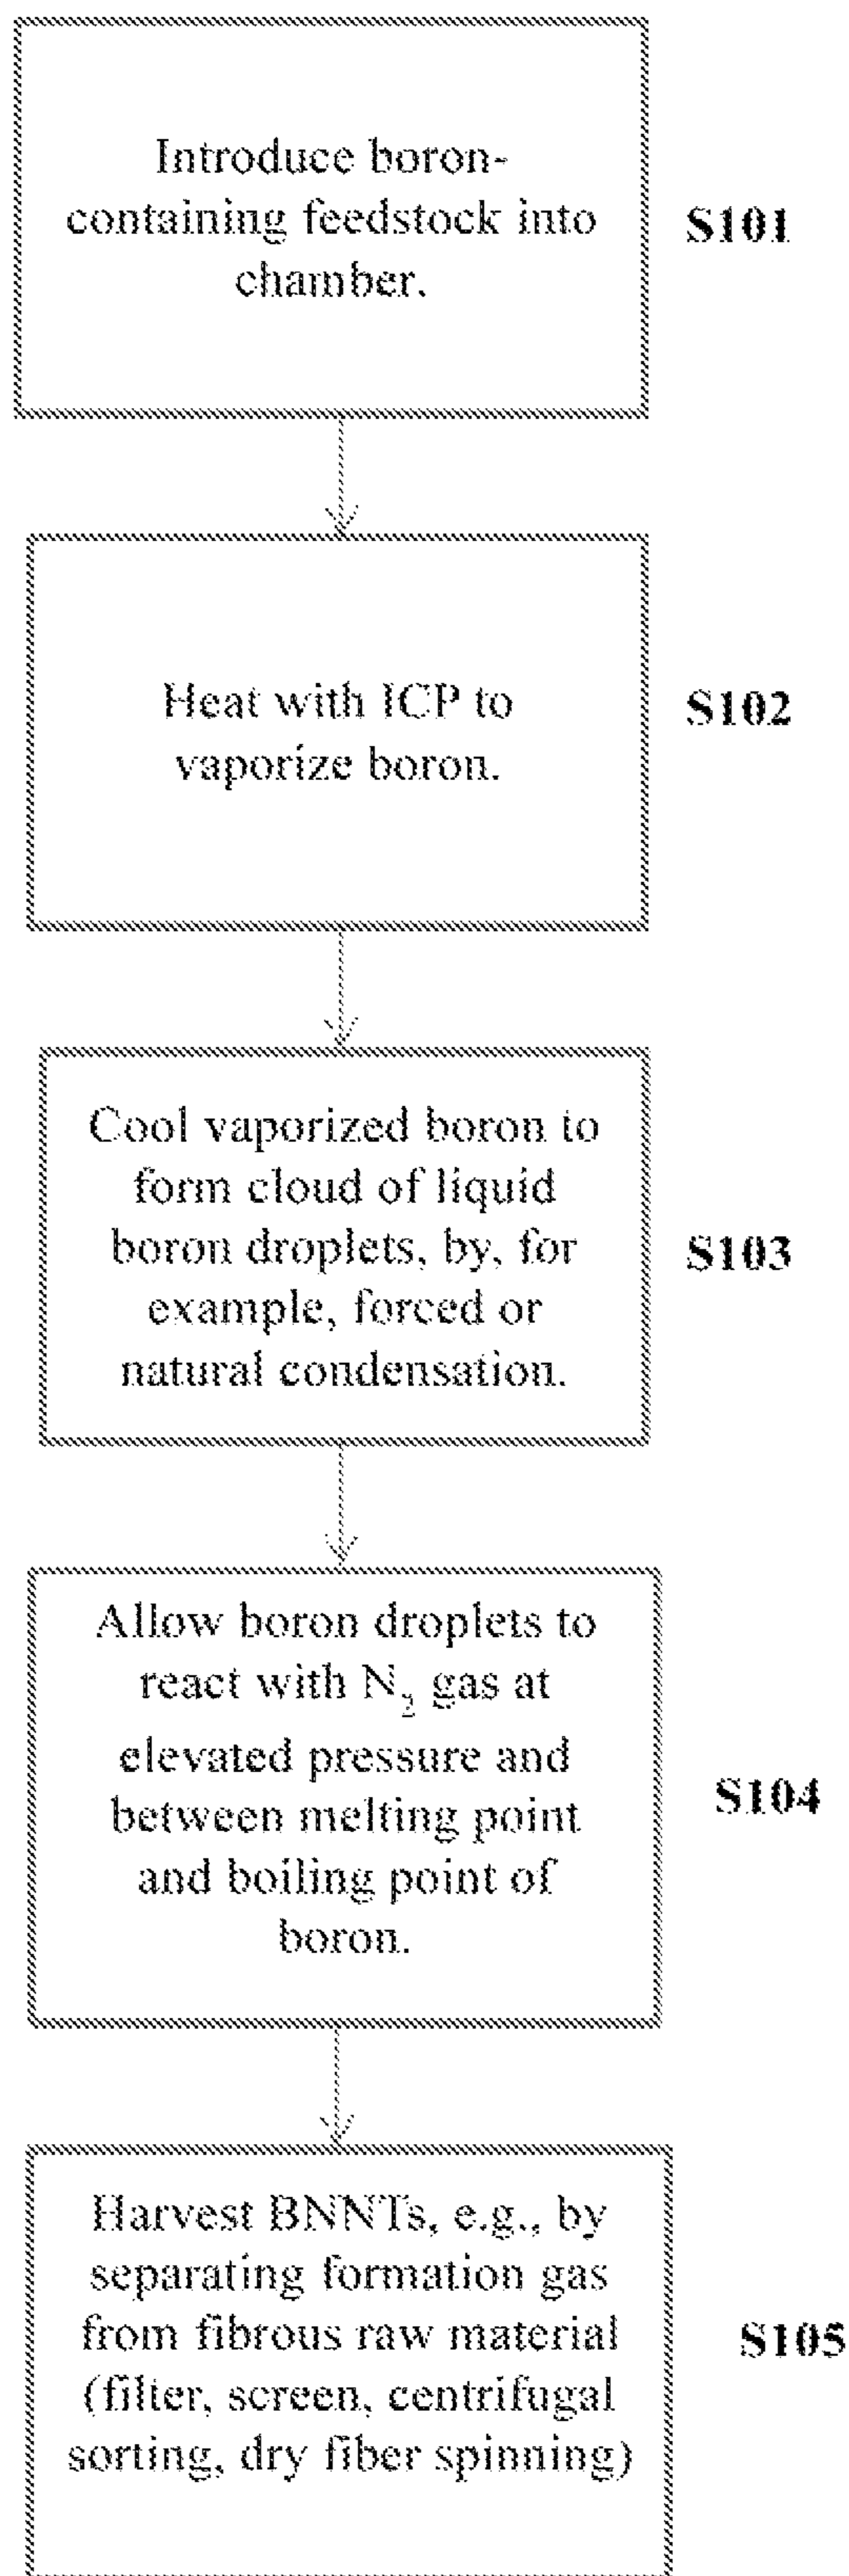 Introduce boron-
containing feedstock into
chamber.
S101
Heat with ICP to
vaporize boron.
S102
Cool vaporized boron to
form cloud of liquid
boron droplets, by, for
example, forced or
natural condensation.
S103
Allow boron droplets to
react with N₂ gas at
elevated pressure and
between melting point
and boiling point of
boron.
S104
Harvest BNNTs, e.g., by
separating formation gas
from fibrous raw material
(filter, screen, centrifugal
sorting, dry fiber spinning)
S105